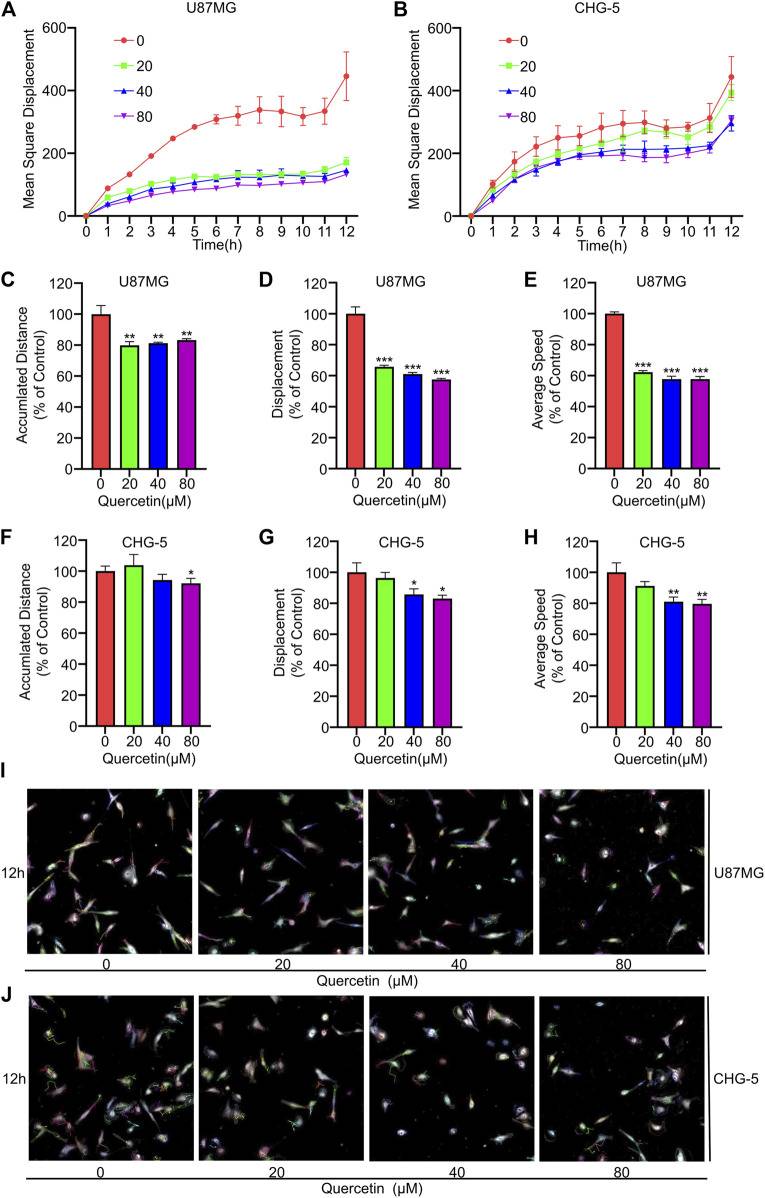 A
U87MG
Mean Square Displacement
600
400
200
0
0
20
40
80
0 1 2 3 4 5 6 7 8 9 10 11 12
Time(h)
B
CHG-5
Mean Square Displacement
600
400
200
0
0
20
40
80
0 1 2 3 4 5 6 7 8 9 10 11 12
Time(h)
C
U87MG
Accumlated Distance
(% of Control)
120
100
80
60
40
20
0
** ** **
0 20 40 80
Quercetin(μM)
D
U87MG
Displacement
(% of Control)
120
100
80
60
40
20
0
*** *** ***
0 20 40 80
Quercetin(μM)
E
U87MG
Average Speed
(% of Control)
120
100
80
60
40
20
0
*** *** ***
0 20 40 80
Quercetin(μM)
F
CHG-5
Accumlated Distance
(% of Control)
120
100
80
60
40
20
0
*
0 20 40 80
Quercetin(μM)
G
CHG-5
Displacement
(% of Control)
120
100
80
60
40
20
0
* *
0 20 40 80
Quercetin(μM)
H
CHG-5
Average Speed
(% of Control)
120
100
80
60
40
20
0
** **
0 20 40 80
Quercetin(μM)
I
12h
U87MG
0 20 40 80
Quercetin (μM)
J
12h
CHG-5
0 20 40 80
Quercetin (μM)